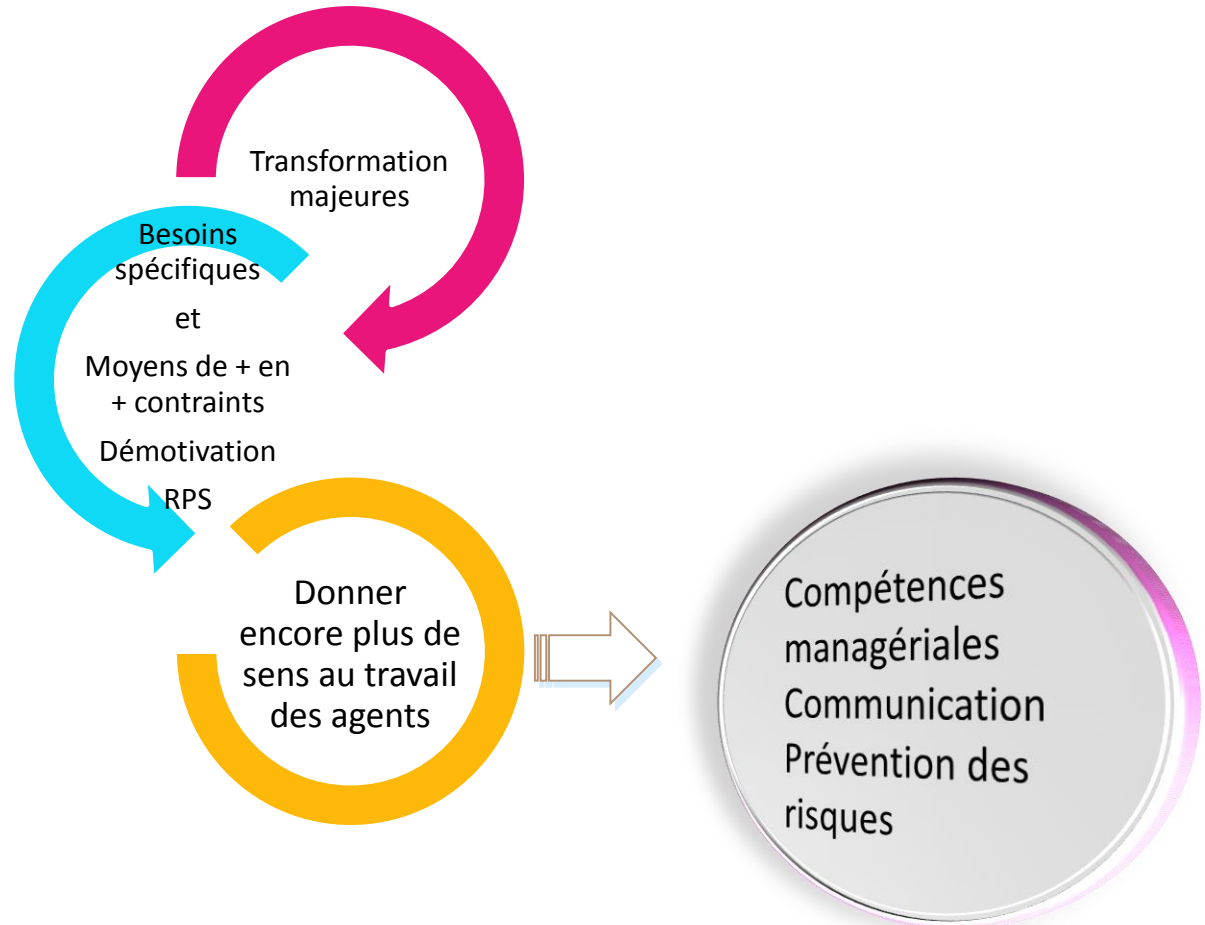 Transformation
majeures
Besoins
spécifiques
et
Moyens de + en
+ contraints
Démotivation
RPS
Donner
encore plus de
sens au travail
des agents
Compétences
managériales
Communication
Prévention des
risques